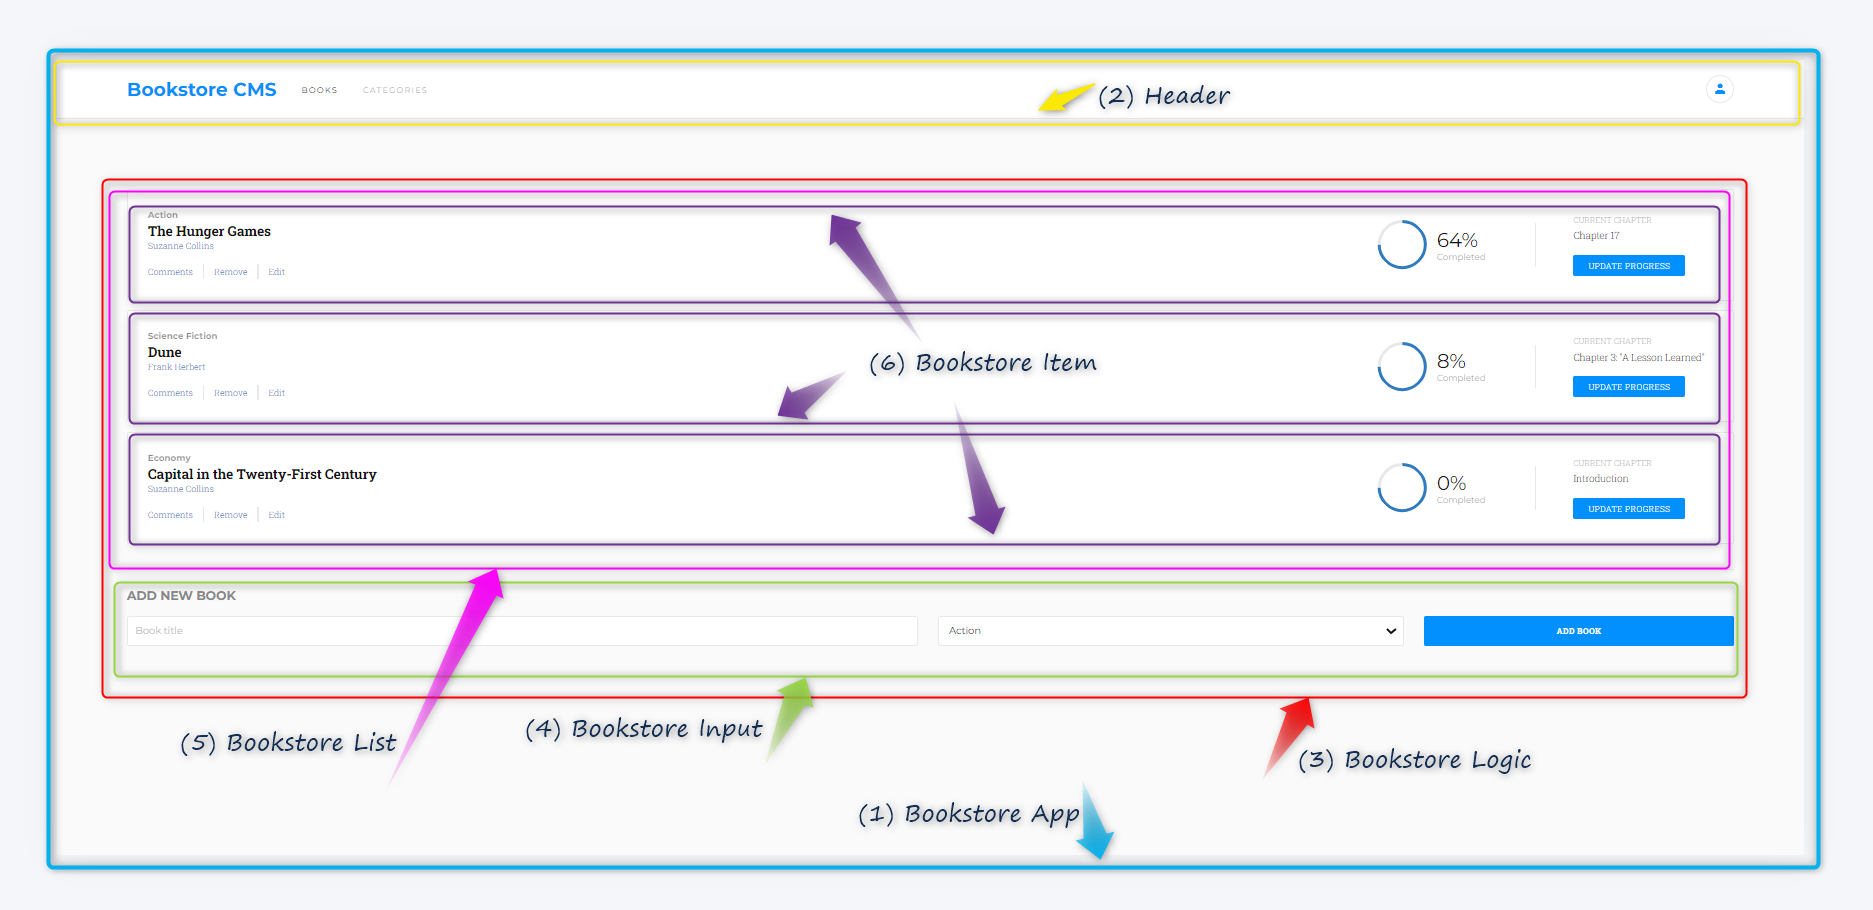 Bookstore CMS BOOKS CATEGORIES
(2) Header
Action
The Hunger Games
Suzanne Collins
Comments Remove Edit
64%
Completed
CURRENT CHAPTER
Chapter 17
UPDATE PROGRESS
(6) Bookstore Item
Science Fiction
Dune
Frank Herbert
Comments Remove Edit
8%
Completed
CURRENT CHAPTER
Chapter 3: "A Lesson Learned"
UPDATE PROGRESS
Economy
Capital in the Twenty-First Century
Suzanne Collins
Comments Remove Edit
0%
Completed
CURRENT CHAPTER
Introduction
UPDATE PROGRESS
ADD NEW BOOK
Book title
Action
ADD BOOK
(5) Bookstore List
(4) Bookstore Input
(3) Bookstore Logic
(1) Bookstore App